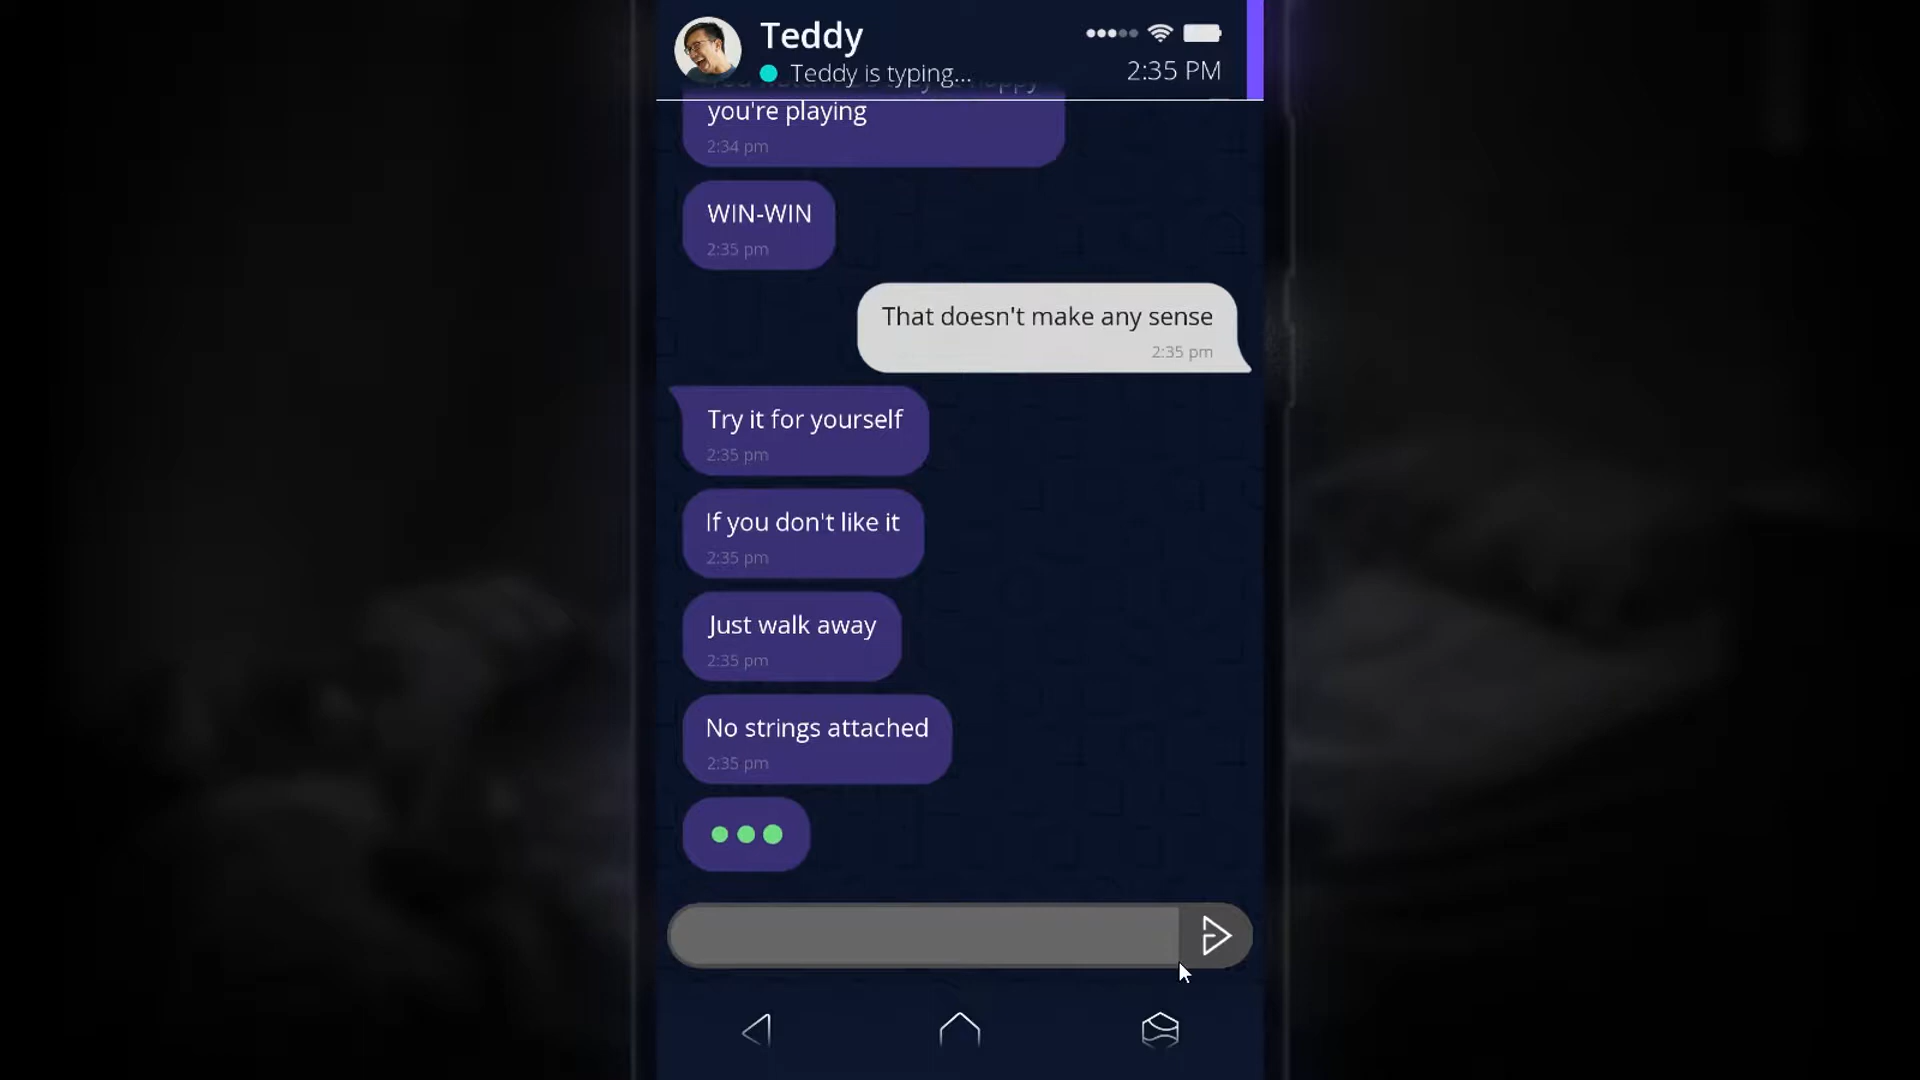 Teddy
Teddy is typing...
2:35 PM
you're playing
2:34 pm
WIN-WIN
2:35 pm
That doesn't make any sense
2:35 pm
Try it for yourself
2:35 pm
If you don't like it
2:35 pm
Just walk away
2:35 pm
No strings attached
2:35 pm